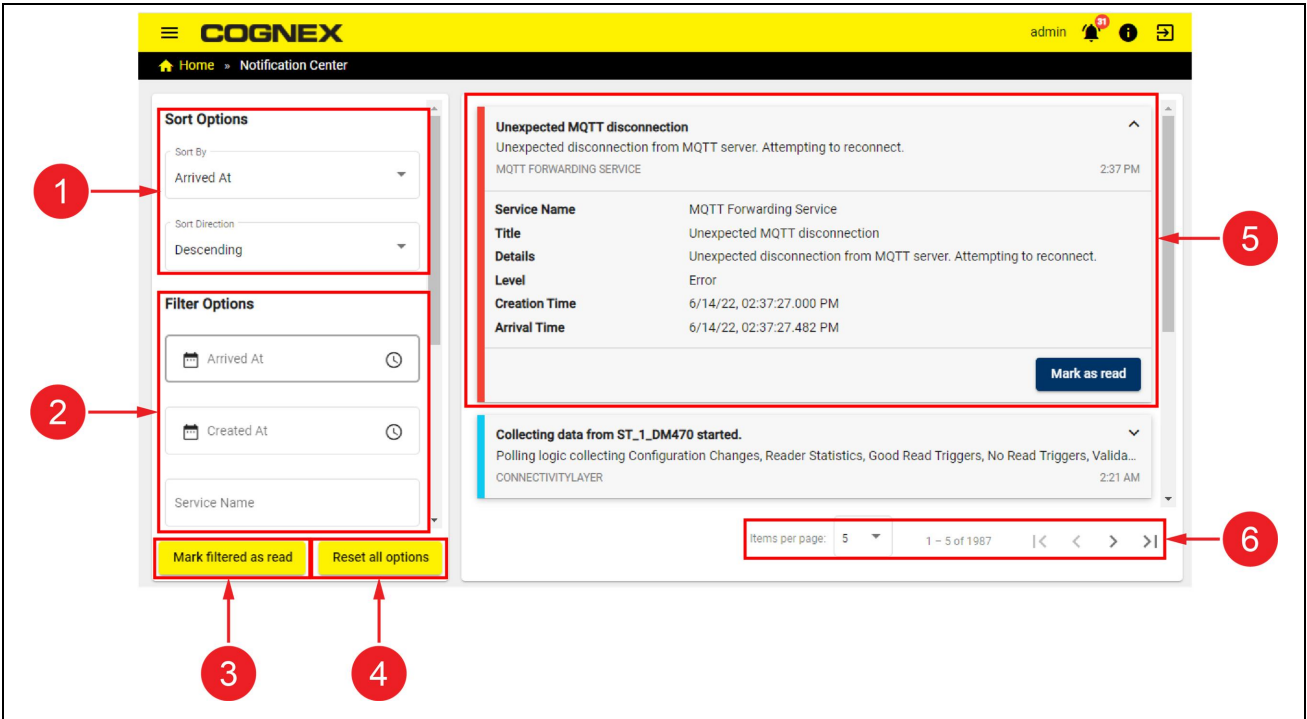 COGNEX
admin
31
Home » Notification Center
Sort Options
Sort By
Arrived At
Sort Direction
Descending
Filter Options
Arrived At
Created At
Service Name
Mark filtered as read
Reset all options
Unexpected MQTT disconnection
Unexpected disconnection from MQTT server. Attempting to reconnect.
MQTT FORWARDING SERVICE 2:37 PM
Service Name MQTT Forwarding Service
Title Unexpected MQTT disconnection
Details Unexpected disconnection from MQTT server. Attempting to reconnect.
Level Error
Creation Time 6/14/22, 02:37:27.000 PM
Arrival Time 6/14/22, 02:37:27.482 PM
Mark as read
Collecting data from ST_1_DM470 started.
Polling logic collecting Configuration Changes, Reader Statistics, Good Read Triggers, No Read Triggers, Valida...
CONNECTIVITYLAYER 2:21 AM
Items per page: 5 1 – 5 of 1987
1
2
3
4
5
6